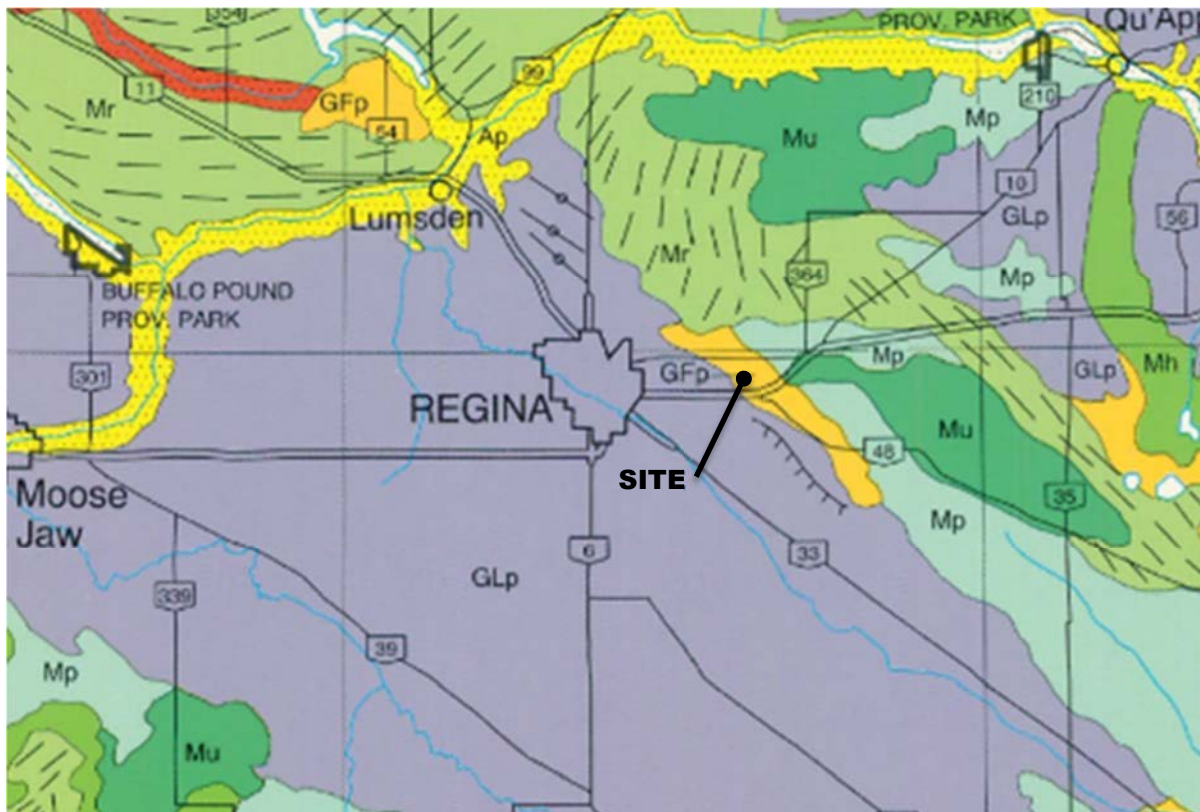 354
PROV. PARK
Qu'App
99
11
Mr
GFp
54
Ap
210
Mp
Mu
10
GLp
56
Lumsden
Mr
364
Mp
BUFFALO POUND
PROV. PARK
301
GFp
Mp
GLp
Mh
REGINA
Mu
48
SITE
35
Moose
Jaw
Mp
6
33
GLp
339
39
Mp
Mu